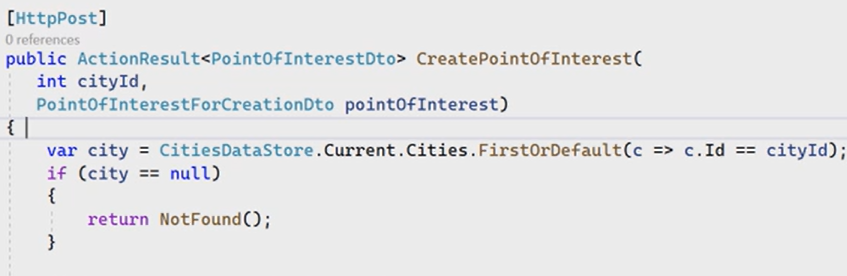 [HttpPost]
0 references
public ActionResult<PointOfInterestDto> CreatePointOfInterest(
int cityId,
PointOfInterestForCreationDto pointOfInterest)
{
var city = CitiesDataStore.Current.Cities.FirstOrDefault(c => c.Id == cityId);
if (city == null)
{
return NotFound();
}